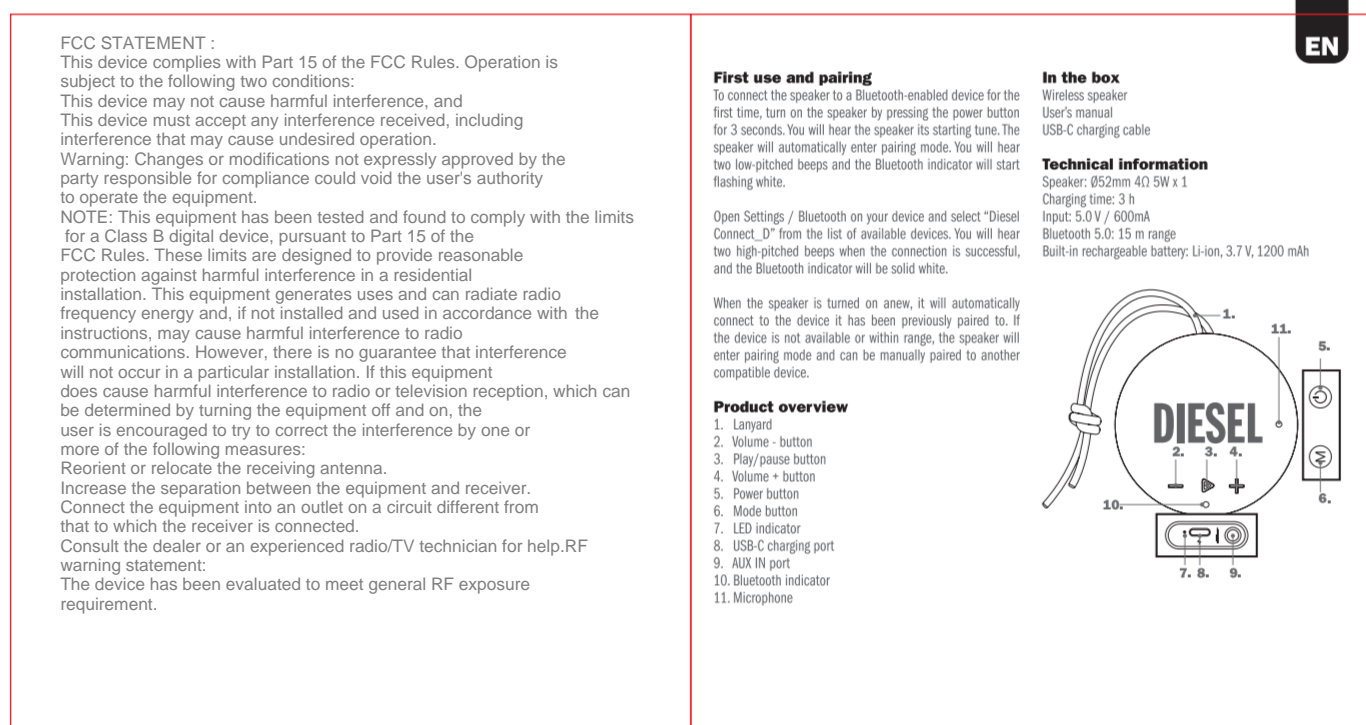 FCC STATEMENT :
This device complies with Part 15 of the FCC Rules. Operation is
subject to the following two conditions:
This device may not cause harmful interference, and
This device must accept any interference received, including
interference that may cause undesired operation.
Warning: Changes or modifications not expressly approved by the
party responsible for compliance could void the user's authority
to operate the equipment.
NOTE: This equipment has been tested and found to comply with the limits
for a Class B digital device, pursuant to Part 15 of the
FCC Rules. These limits are designed to provide reasonable
protection against harmful interference in a residential
installation. This equipment generates uses and can radiate radio
frequency energy and, if not installed and used in accordance with the
instructions, may cause harmful interference to radio
communications. However, there is no guarantee that interference
will not occur in a particular installation. If this equipment
does cause harmful interference to radio or television reception, which can
be determined by turning the equipment off and on, the
user is encouraged to try to correct the interference by one or
more of the following measures:
Reorient or relocate the receiving antenna.
Increase the separation between the equipment and receiver.
Connect the equipment into an outlet on a circuit different from
that to which the receiver is connected.
Consult the dealer or an experienced radio/TV technician for help.RF
warning statement:
The device has been evaluated to meet general RF exposure
requirement.
EN
First use and pairing
To connect the speaker to a Bluetooth-enabled device for the
first time, turn on the speaker by pressing the power button
for 3 seconds. You will hear the speaker its starting tune. The
speaker will automatically enter pairing mode. You will hear
two low-pitched beeps and the Bluetooth indicator will start
flashing white.
Open Settings / Bluetooth on your device and select “Diesel
Connect_D” from the list of available devices. You will hear
two high-pitched beeps when the connection is successful,
and the Bluetooth indicator will be solid white.
When the speaker is turned on anew, it will automatically
connect to the device it has been previously paired to. If
the device is not available or within range, the speaker will
enter pairing mode and can be manually paired to another
compatible device.
Product overview
1. Lanyard
2. Volume - button
3. Play/pause button
4. Volume + button
5. Power button
6. Mode button
7. LED indicator
8. USB-C charging port
9. AUX IN port
10. Bluetooth indicator
11. Microphone
In the box
Wireless speaker
User's manual
USB-C charging cable
Technical information
Speaker: Ø52mm 4Ω 5W x 1
Charging time: 3 h
Input: 5.0 V / 600mA
Bluetooth 5.0: 15 m range
Built-in rechargeable battery: Li-ion, 3.7 V, 1200 mAh
1.
11.
5.
DIESEL
2. 3. 4.
M
6.
10.
7. 8. 9.